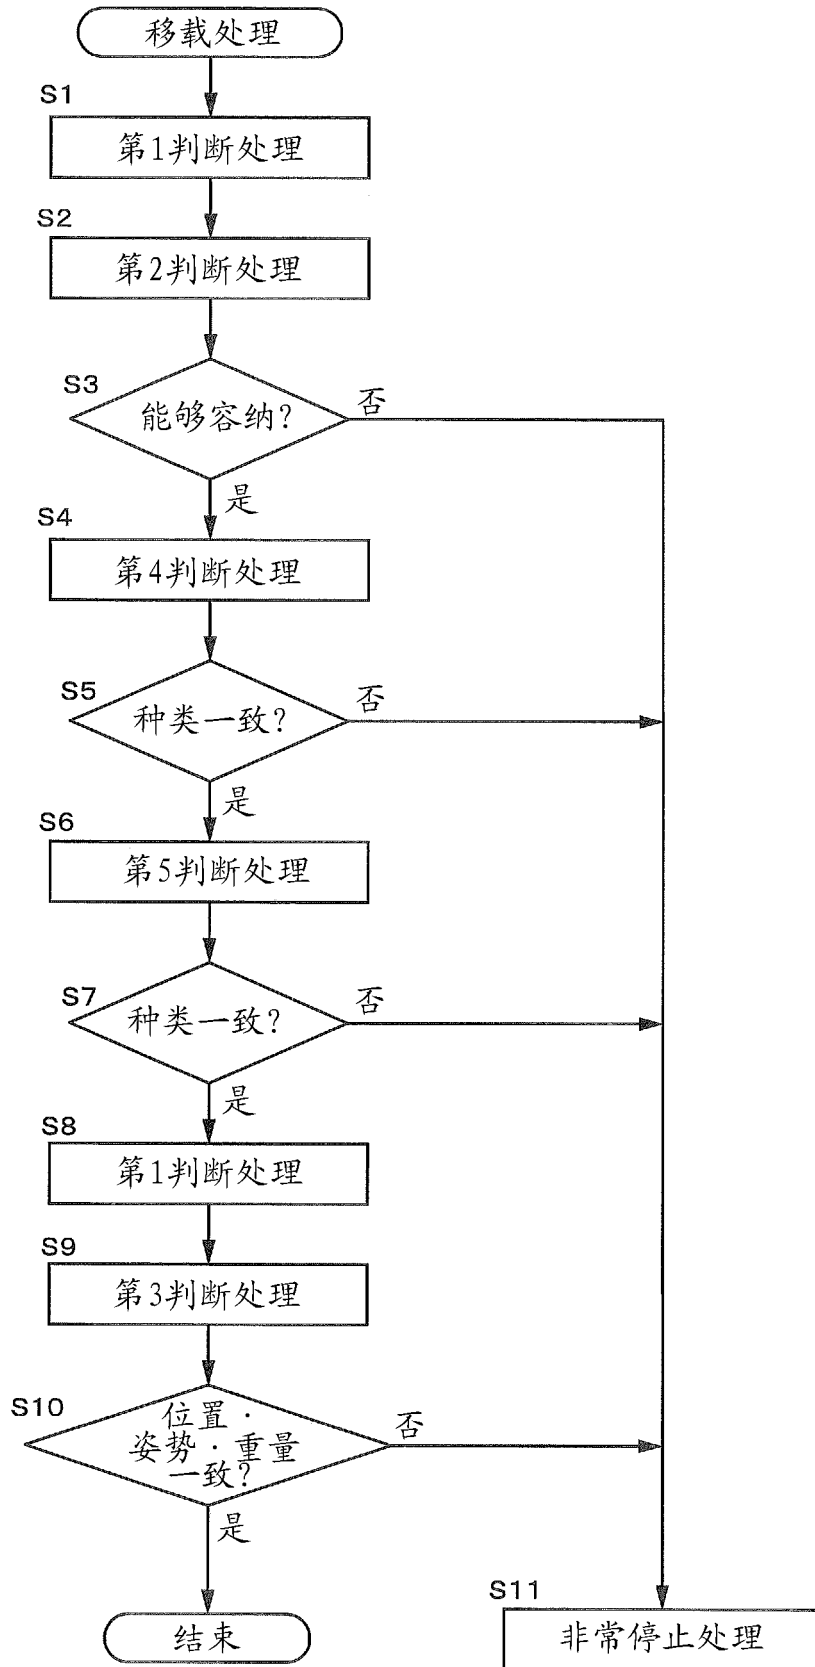 移载处理
S1
第1判断处理
S2
第2判断处理
S3
能够容纳?
否
是
S4
第4判断处理
S5
种类一致?
否
是
S6
第5判断处理
S7
种类一致?
否
是
S8
第1判断处理
S9
第3判断处理
S10
位置·
姿势·重量
一致?
否
是
S11
结束
非常停止处理